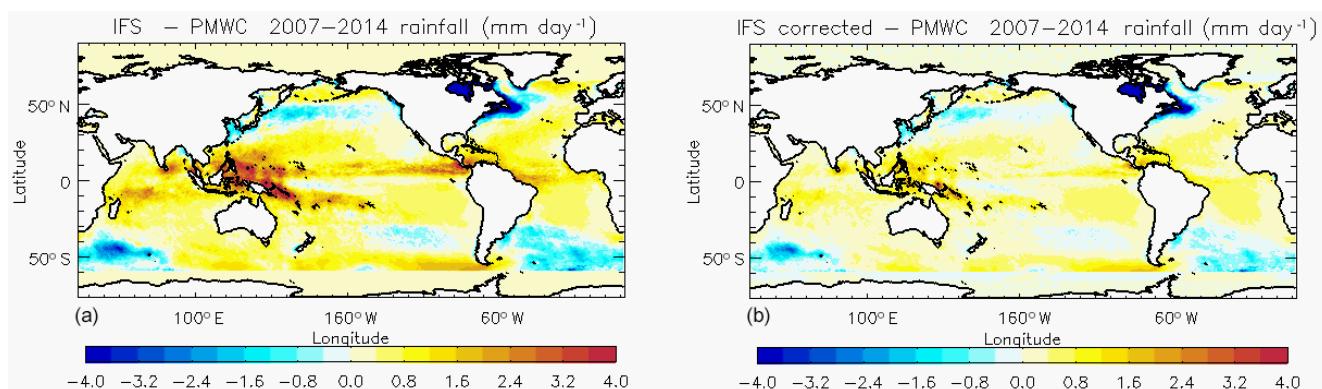 IFS – PMWC 2007–2014 rainfall (mm day⁻¹)
Latitude
50° N
0
50° S
(a)
100° E 160° W 60° W
Longitude
−4.0 −3.2 −2.4 −1.6 −0.8 0.0 0.8 1.6 2.4 3.2 4.0
IFS corrected – PMWC 2007–2014 rainfall (mm day⁻¹)
Latitude
50° N
0
50° S
(b)
100° E 160° W 60° W
Longitude
−4.0 −3.2 −2.4 −1.6 −0.8 0.0 0.8 1.6 2.4 3.2 4.0